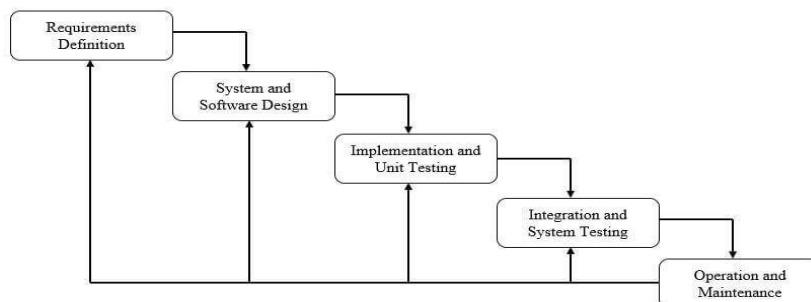 Requirements
Definition
System and
Software Design
Implementation and
Unit Testing
Integration and
System Testing
Operation and
Maintenance